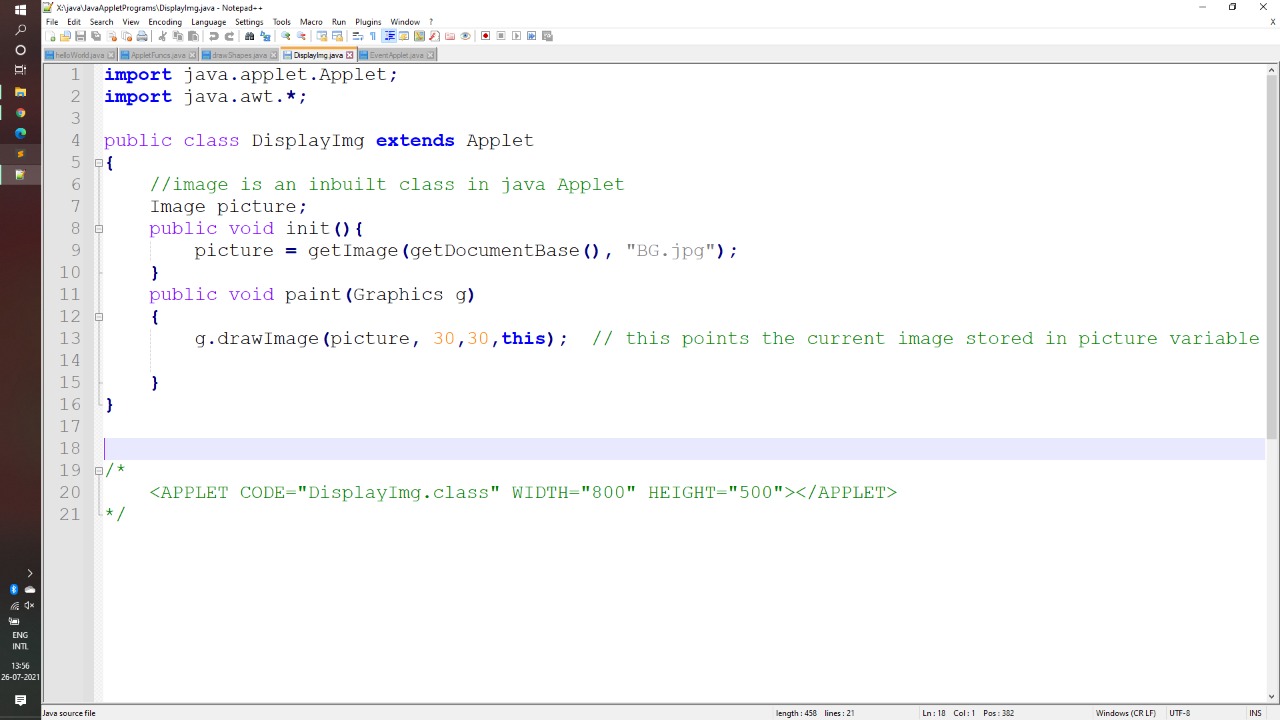 X:\java\JavaAppletPrograms\DisplayImg.java - Notepad++
File Edit Search View Encoding Language Settings Tools Macro Run Plugins Window ?
X
helloWorld.java AppletFuncs.java drawShapes.java DisplayImg.java EventApplet.java
1 import java.applet.Applet;
2 import java.awt.*;
3
4 public class DisplayImg extends Applet
5 {
6 //image is an inbuilt class in java Applet
7 Image picture;
8 public void init(){
9 picture = getImage(getDocumentBase(), "BG.jpg");
10 }
11 public void paint(Graphics g)
12 {
13 g.drawImage(picture, 30,30,this); // this points the current image stored in picture variable
14
15 }
16 }
17
18
19 /*
20 <APPLET CODE="DisplayImg.class" WIDTH="800" HEIGHT="500"></APPLET>
21 */
ENG
INTL
13:56
26-07-2021
Java source file length : 458 lines : 21 Ln : 18 Col : 1 Pos : 382 Windows (CR LF) UTF-8 INS